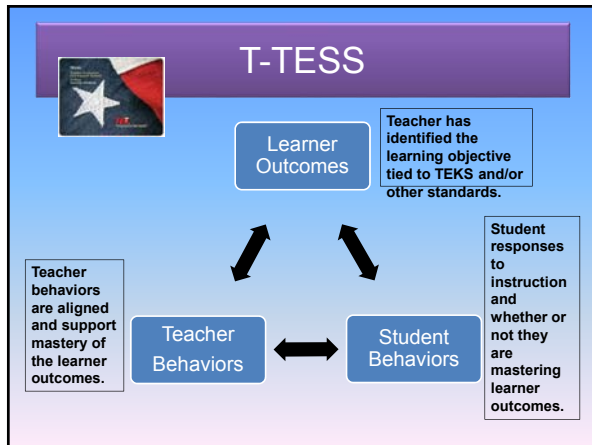 T-TESS
Learner
Outcomes
Teacher has
identified the
learning objective
tied to TEKS and/or
other standards.
Teacher
behaviors
are aligned
and support
mastery of
the learner
outcomes.
Teacher
Behaviors
Student
Behaviors
Student
responses
to
instruction
and
whether or
not they
are
mastering
learner
outcomes.